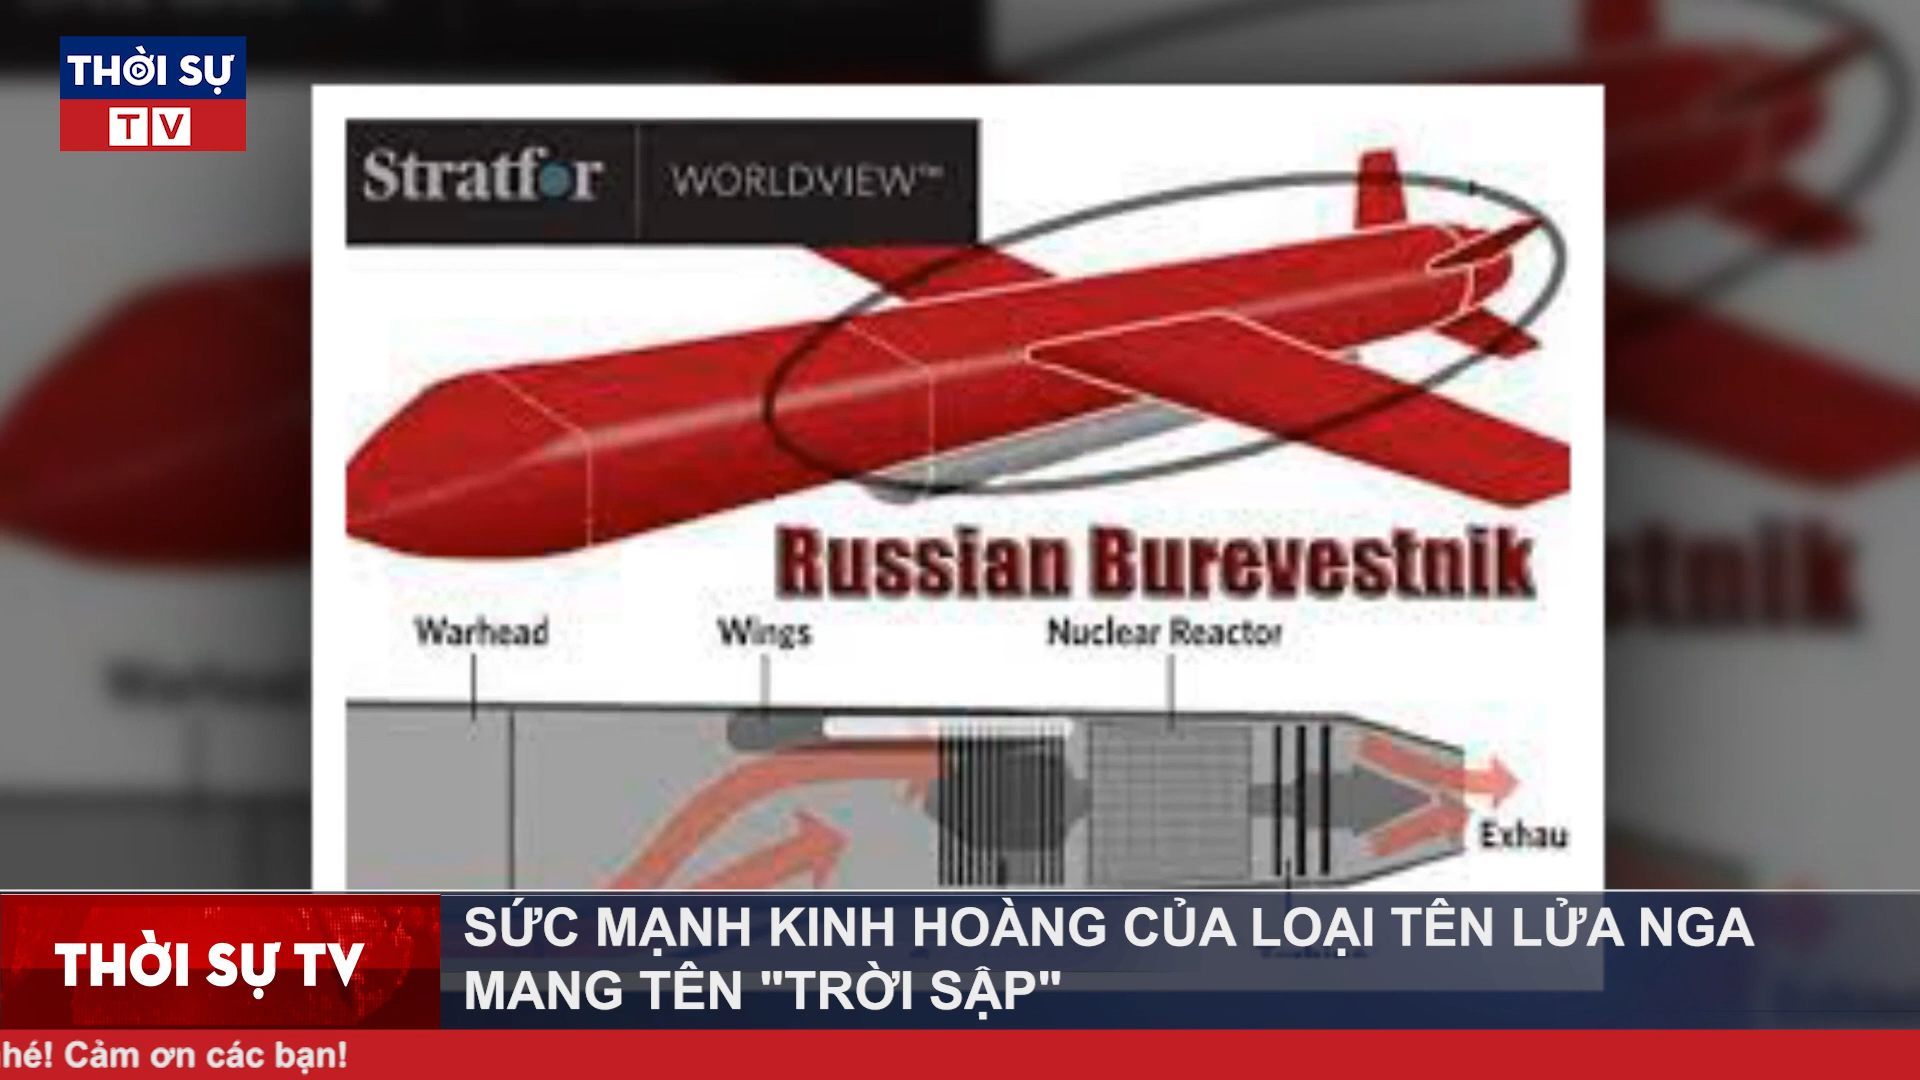 THỜI SỰ
TV
Stratfor WORLDVIEW™
Russian Burevestnik
Warhead Wings Nuclear Reactor
Exhau
THỜI SỰ TV
SỨC MẠNH KINH HOÀNG CỦA LOẠI TÊN LỬA NGA
MANG TÊN "TRỜI SẬP"
hé! Cảm ơn các bạn!